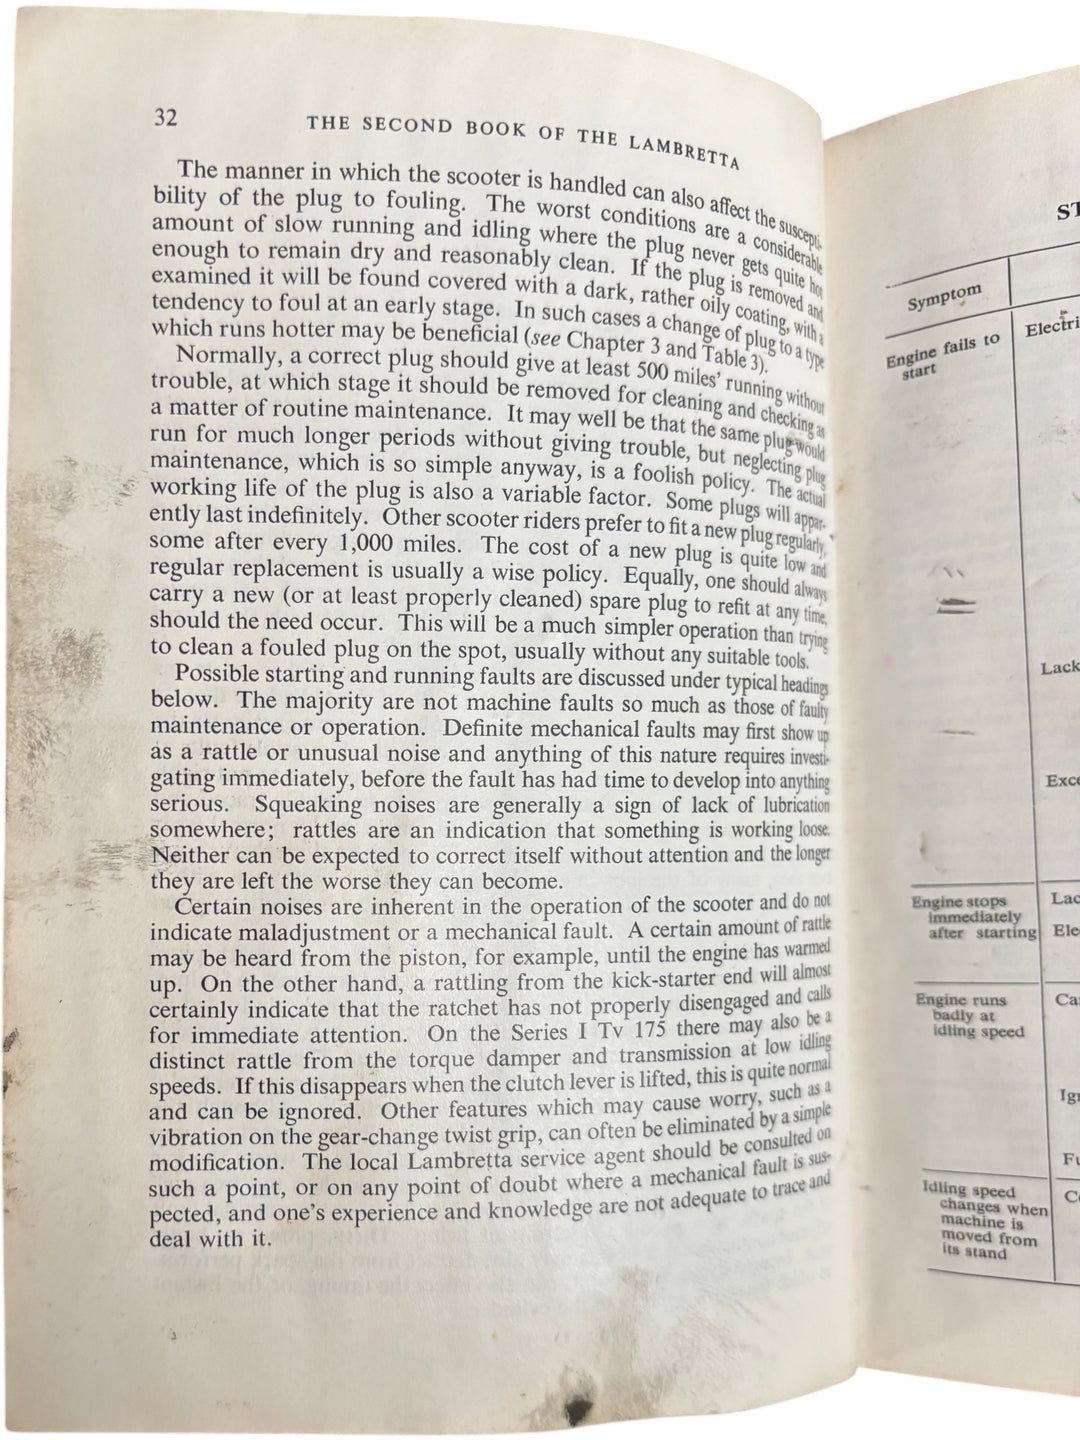 32
THE SECOND BOOK OF THE LAMBRETTA
The manner in which the scooter is handled can also affect the suscepti-
bility of the plug to fouling. The worst conditions are a considerable
amount of slow running and idling where the plug never gets quite hot
enough to remain dry and reasonably clean. If the plug is removed and
examined it will be found covered with a dark, rather oily coating, with a
tendency to foul at an early stage. In such cases a change of plug to a type
which runs hotter may be beneficial (see Chapter 3 and Table 3).
Normally, a correct plug should give at least 500 miles' running without
trouble, at which stage it should be removed for cleaning and checking as
a matter of routine maintenance. It may well be that the same plug would
run for much longer periods without giving trouble, but neglecting plug
maintenance, which is so simple anyway, is a foolish policy. The actual
working life of the plug is also a variable factor. Some plugs will appar-
ently last indefinitely. Other scooter riders prefer to fit a new plug regularly,
some after every 1,000 miles. The cost of a new plug is quite low and
regular replacement is usually a wise policy. Equally, one should always
carry a new (or at least properly cleaned) spare plug to refit at any time,
should the need occur. This will be a much simpler operation than trying
to clean a fouled plug on the spot, usually without any suitable tools.
Possible starting and running faults are discussed under typical headings
below. The majority are not machine faults so much as those of faulty
maintenance or operation. Definite mechanical faults may first show up
as a rattle or unusual noise and anything of this nature requires investi-
gating immediately, before the fault has had time to develop into anything
serious. Squeaking noises are generally a sign of lack of lubrication
somewhere; rattles are an indication that something is working loose.
Neither can be expected to correct itself without attention and the longer
they are left the worse they can become.
Certain noises are inherent in the operation of the scooter and do not
indicate maladjustment or a mechanical fault. A certain amount of rattle
may be heard from the piston, for example, until the engine has warmed
up. On the other hand, a rattling from the kick-starter end will almost
certainly indicate that the ratchet has not properly disengaged and calls
for immediate attention. On the Series I Tv 175 there may also be a
distinct rattle from the torque damper and transmission at low idling
speeds. If this disappears when the clutch lever is lifted, this is quite normal
and can be ignored. Other features which may cause worry, such as a
vibration on the gear-change twist grip, can often be eliminated by a simple
modification. The local Lambretta service agent should be consulted on
such a point, or on any point of doubt where a mechanical fault is sus-
pected, and one's experience and knowledge are not adequate to trace and
deal with it.
ST
Symptom
Engine fails to
start
Electri
Lack
Exce
Engine stops
immediately
after starting
Lac
Ele
Engine runs
badly at
idling speed
Ca
Ign
Fu
Idling speed
changes when
machine is
moved from
its stand